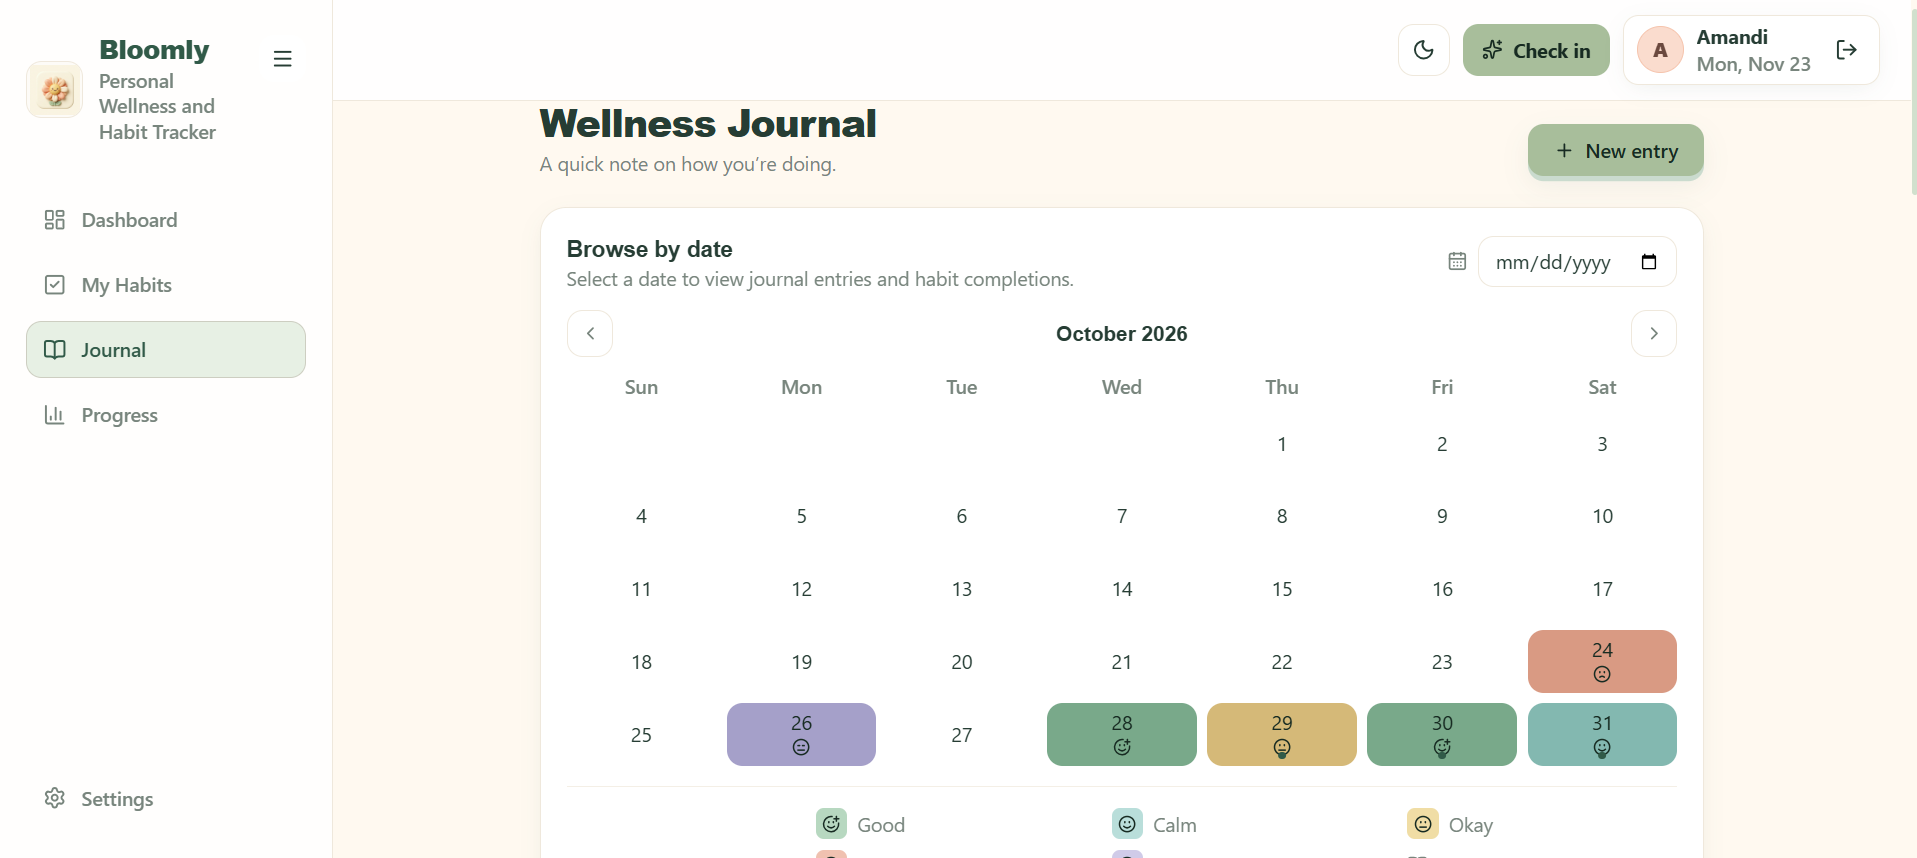 Bloomly
Personal
Wellness and
Habit Tracker
Dashboard
My Habits
Journal
Progress
Settings
Check in
A
Amandi
Mon, Nov 23
Wellness Journal
A quick note on how you’re doing.
New entry
Browse by date
Select a date to view journal entries and habit completions.
mm/dd/yyyy
October 2026
Sun Mon Tue Wed Thu Fri Sat
1 2 3
4 5 6 7 8 9 10
11 12 13 14 15 16 17
18 19 20 21 22 23 24
25 26 27 28 29 30 31
Good Calm Okay